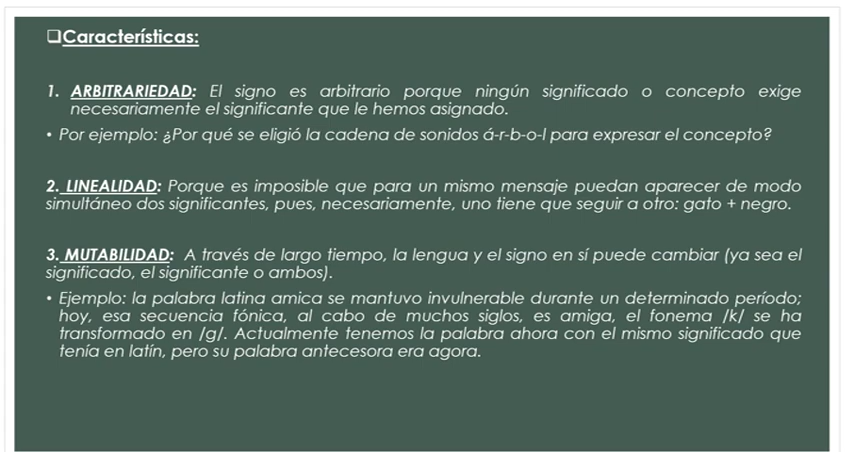 ❑Características:
1. ARBITRARIEDAD: El signo es arbitrario porque ningún significado o concepto exige
necesariamente el significante que le hemos asignado.
• Por ejemplo: ¿Por qué se eligió la cadena de sonidos á-r-b-o-l para expresar el concepto?
2. LINEALIDAD: Porque es imposible que para un mismo mensaje puedan aparecer de modo
simultáneo dos significantes, pues, necesariamente, uno tiene que seguir a otro: gato + negro.
3. MUTABILIDAD: A través de largo tiempo, la lengua y el signo en sí puede cambiar (ya sea el
significado, el significante o ambos).
• Ejemplo: la palabra latina amica se mantuvo invulnerable durante un determinado período;
hoy, esa secuencia fónica, al cabo de muchos siglos, es amiga, el fonema /k/ se ha
transformado en /g/. Actualmente tenemos la palabra ahora con el mismo significado que
tenía en latín, pero su palabra antecesora era agora.